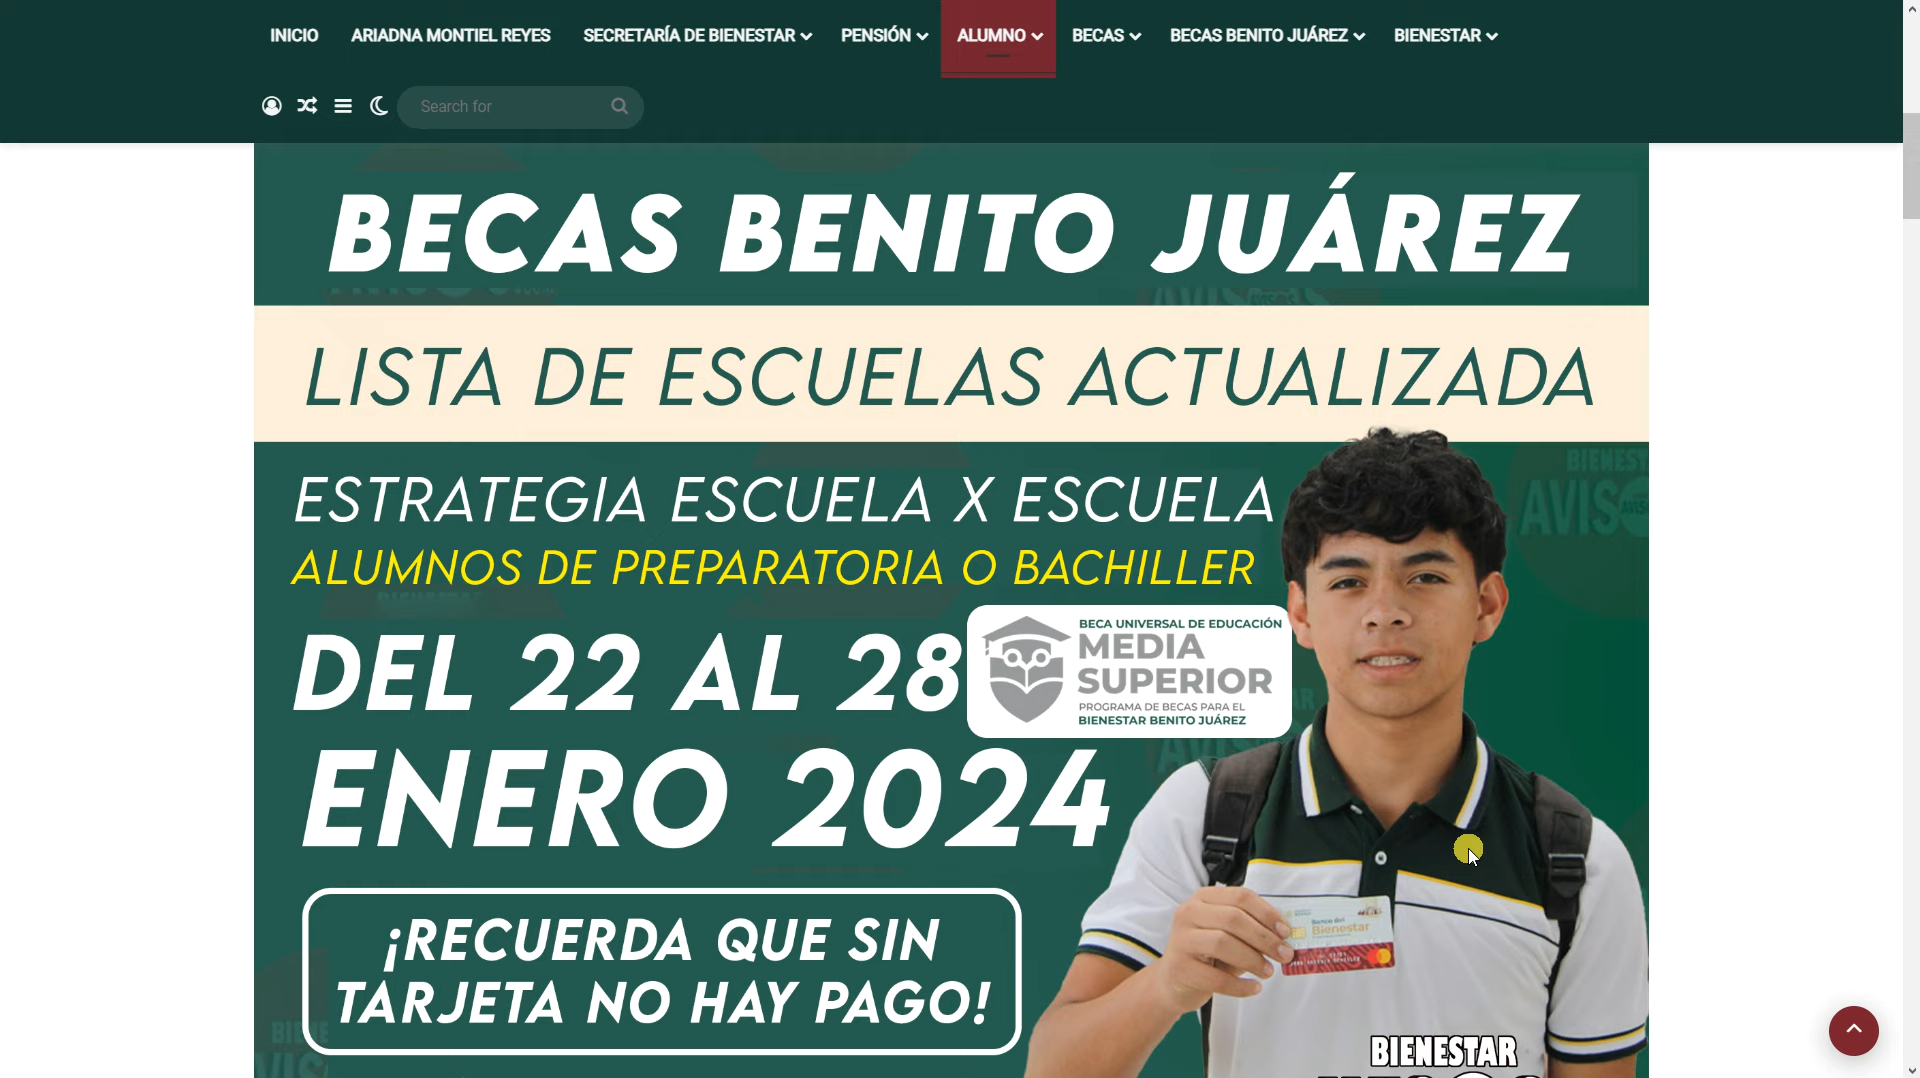 INICIO
ARIADNA MONTIEL REYES
SECRETARÍA DE BIENESTAR
PENSIÓN
ALUMNO
BECAS
BECAS BENITO JUÁREZ
BIENESTAR
Search for
BECAS BENITO JUÁREZ
LISTA DE ESCUELAS ACTUALIZADA
ESTRATEGIA ESCUELA X ESCUELA
ALUMNOS DE PREPARATORIA O BACHILLER
DEL 22 AL 28
BECA UNIVERSAL DE EDUCACIÓN
MEDIA
SUPERIOR
PROGRAMA DE BECAS PARA EL
BIENESTAR BENITO JUÁREZ
ENERO 2024
¡RECUERDA QUE SIN
TARJETA NO HAY PAGO!
Banco del
Bienestar
BIENESTAR